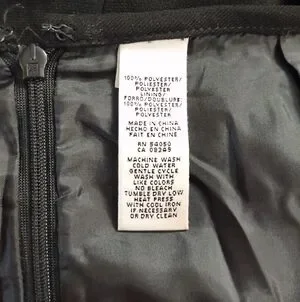 100% POLYESTER/
POLIESTER/
POLYESTER
LINING/
FORRO/DOUBLURE:
100% POLYESTER/
POLIESTER/
POLYESTER
MADE IN CHINA
HECHO EN CHINA
FAIT EN CHINE
RN 54050
CA 08349
MACHINE WASH
COLD WATER
GENTLE CYCLE
WASH WITH
LIKE COLORS
NO BLEACH
TUMBLE DRY LOW
HEAT PRESS
WITH COOL IRON
IF NECESSARY
OR DRY CLEAN